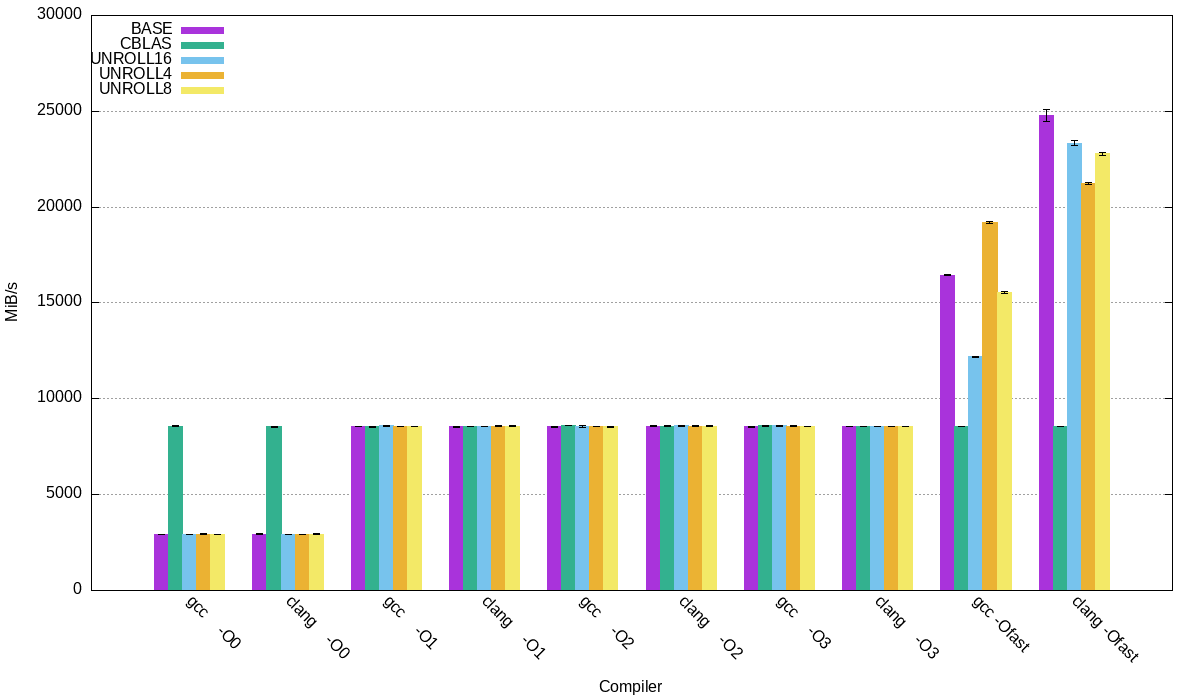 30000
25000
20000
15000
10000
5000
0
MiB/s
BASE
CBLAS
UNROLL16
UNROLL4
UNROLL8
gcc -O0
clang -O0
gcc -O1
clang -O1
gcc -O2
clang -O2
gcc -O3
clang -O3
gcc -Ofast
clang -Ofast
Compiler